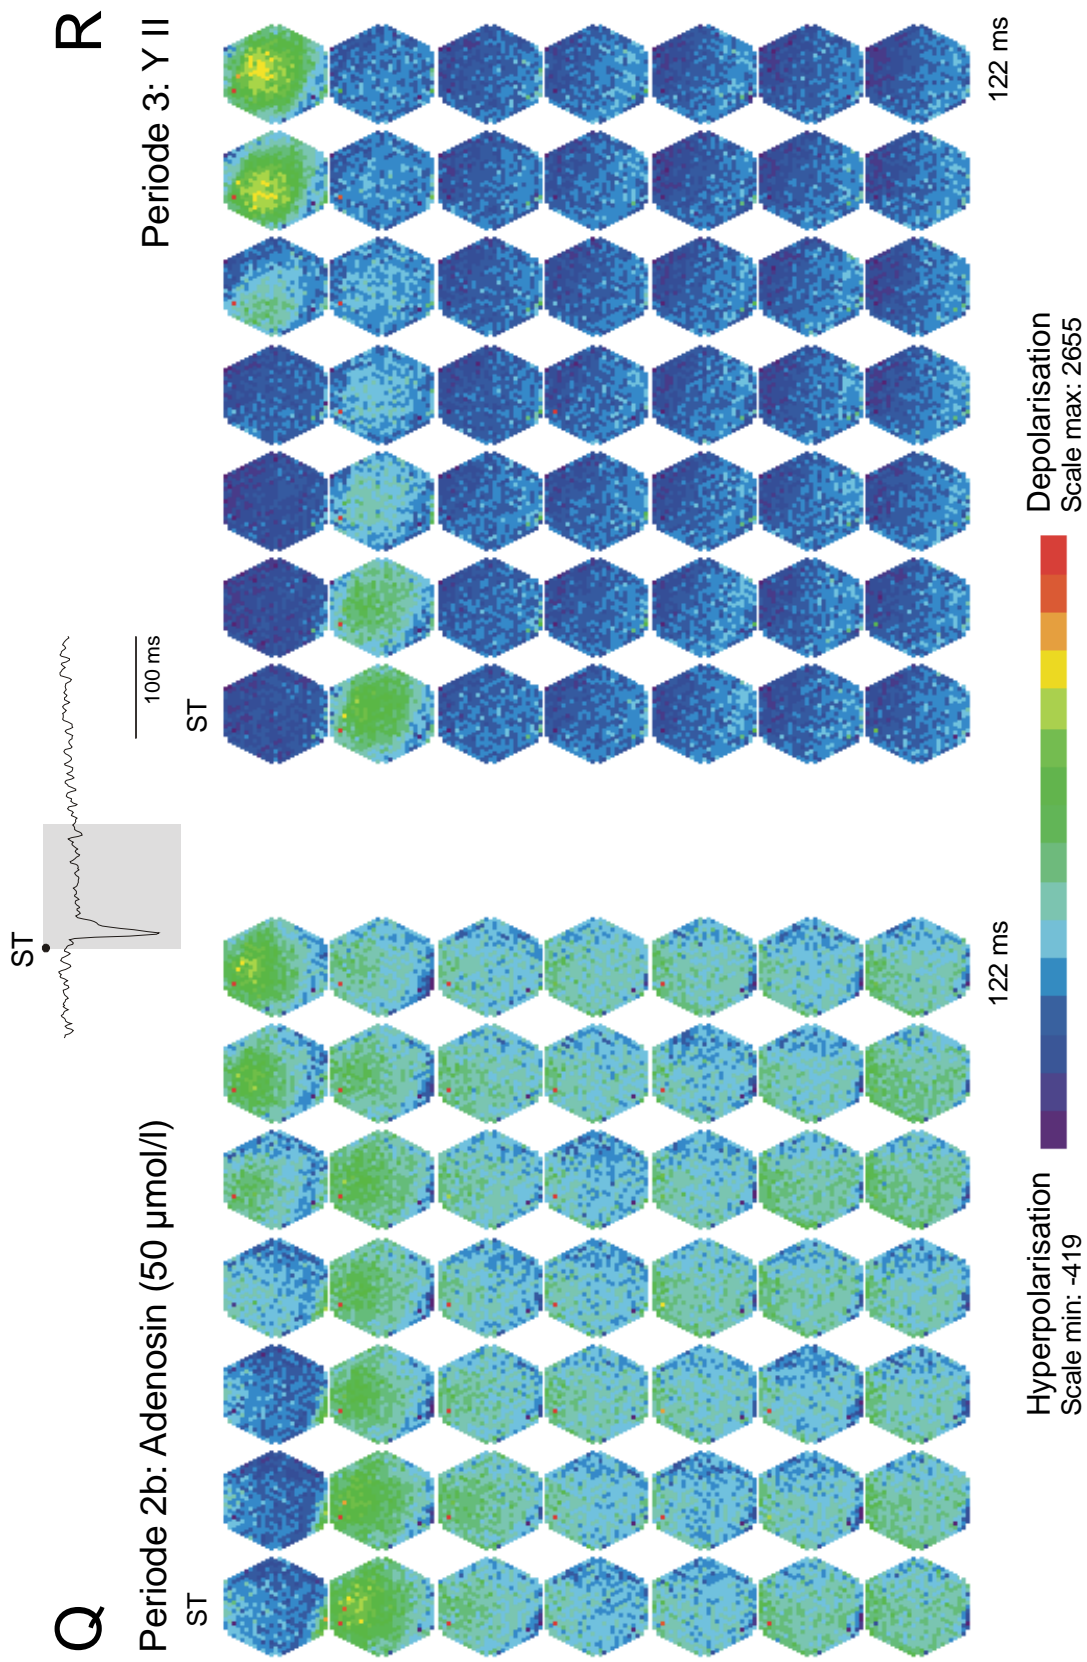 Q
R
Periode 2b: Adenosin (50 µmol/l)
Periode 3: Y II
ST
100 ms
ST
ST
122 ms
122 ms
Hyperpolarisation
Scale min: -419
Depolarisation
Scale max: 2655